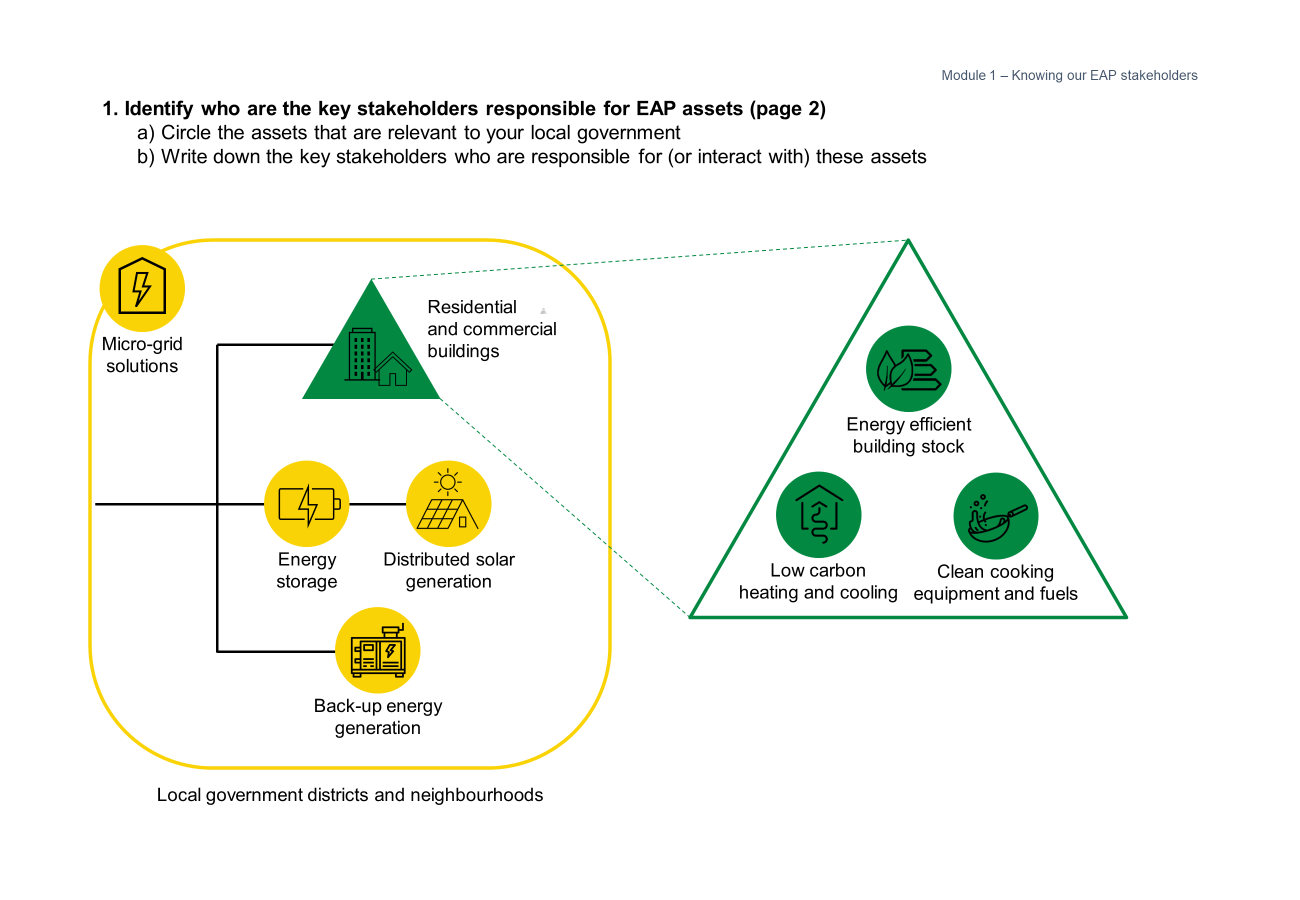 Module 1 – Knowing our EAP stakeholders
1. Identify who are the key stakeholders responsible for EAP assets (page 2)
a) Circle the assets that are relevant to your local government
b) Write down the key stakeholders who are responsible for (or interact with) these assets
Micro-grid
solutions
Residential
and commercial
buildings
Energy
storage
Distributed solar
generation
Back-up energy
generation
Local government districts and neighbourhoods
Energy efficient
building stock
Low carbon
heating and cooling
Clean cooking
equipment and fuels